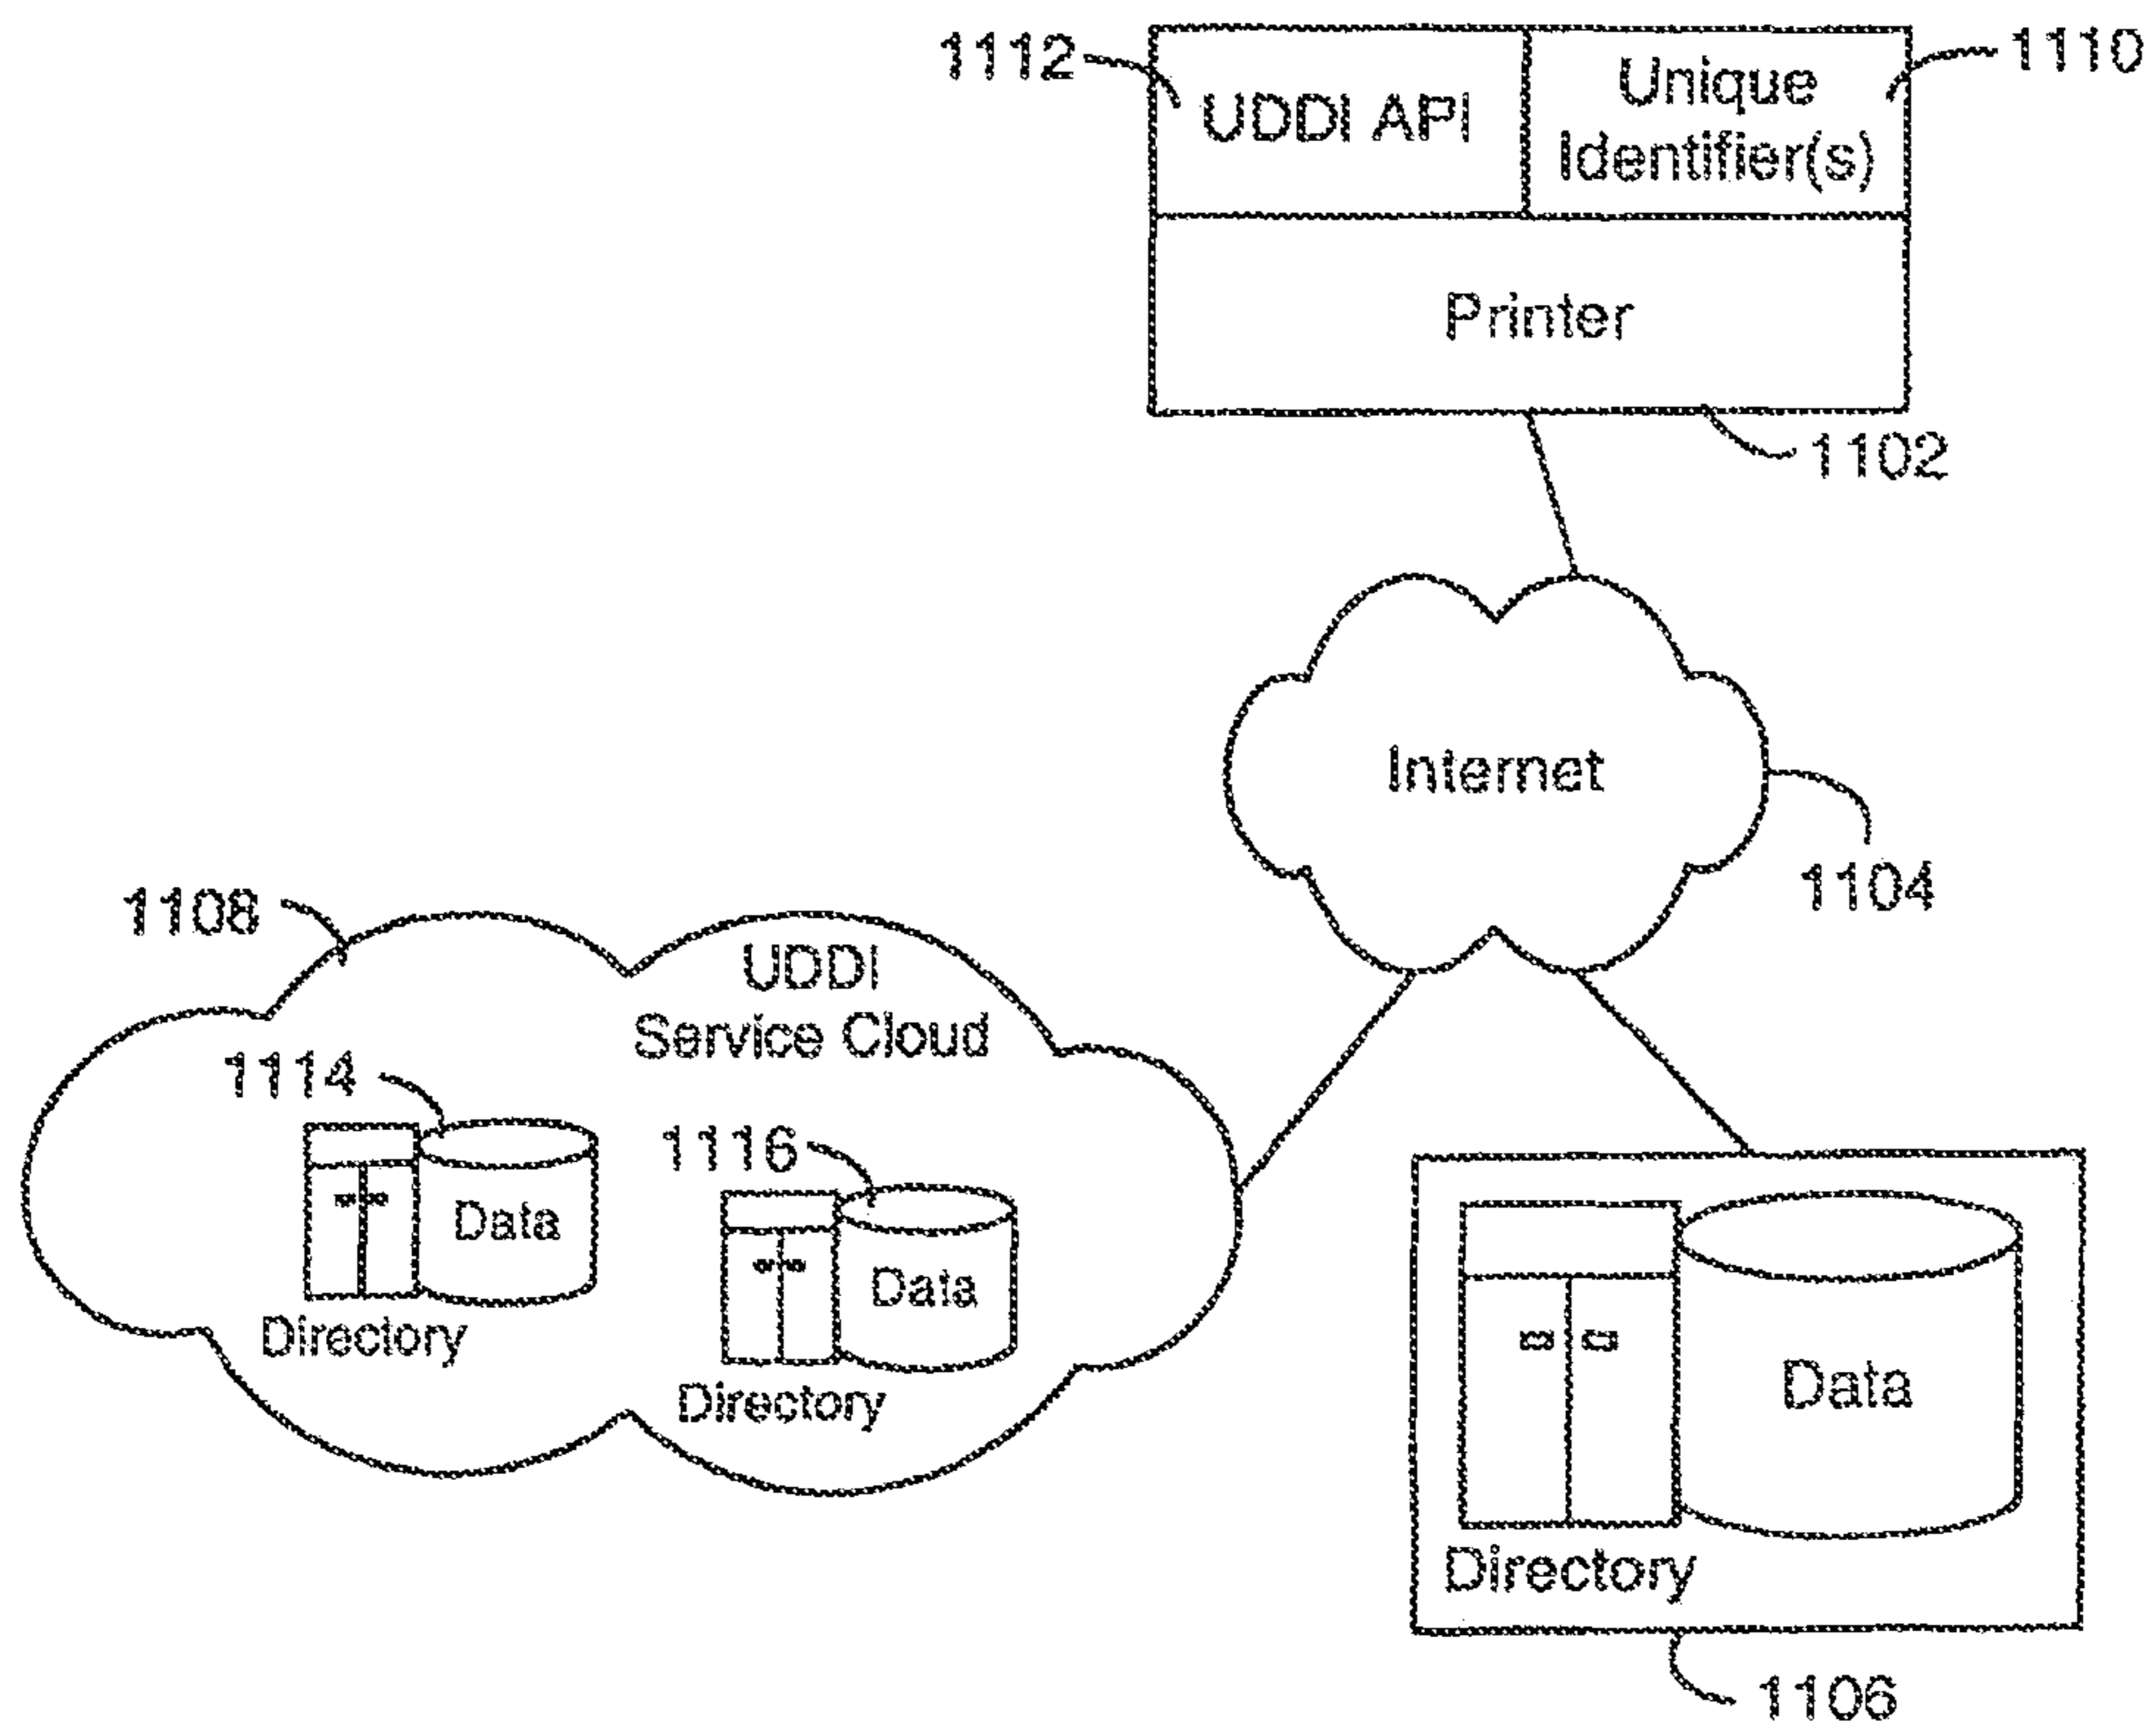 1112
1110
UDDI API
Unique
Identifier(s)
Printer
1102
Internet
1104
1108
UDDI
Service Cloud
1114
Data
Directory
1116
Data
Directory
Data
Directory
1106